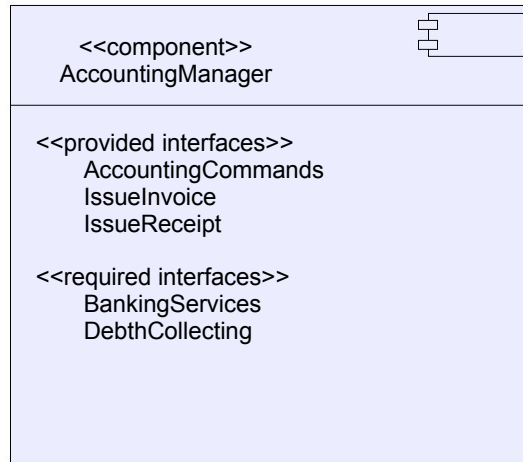 <<component>>
AccountingManager
<<provided interfaces>>
AccountingCommands
IssueInvoice
IssueReceipt
<<required interfaces>>
BankingServices
DebthCollecting